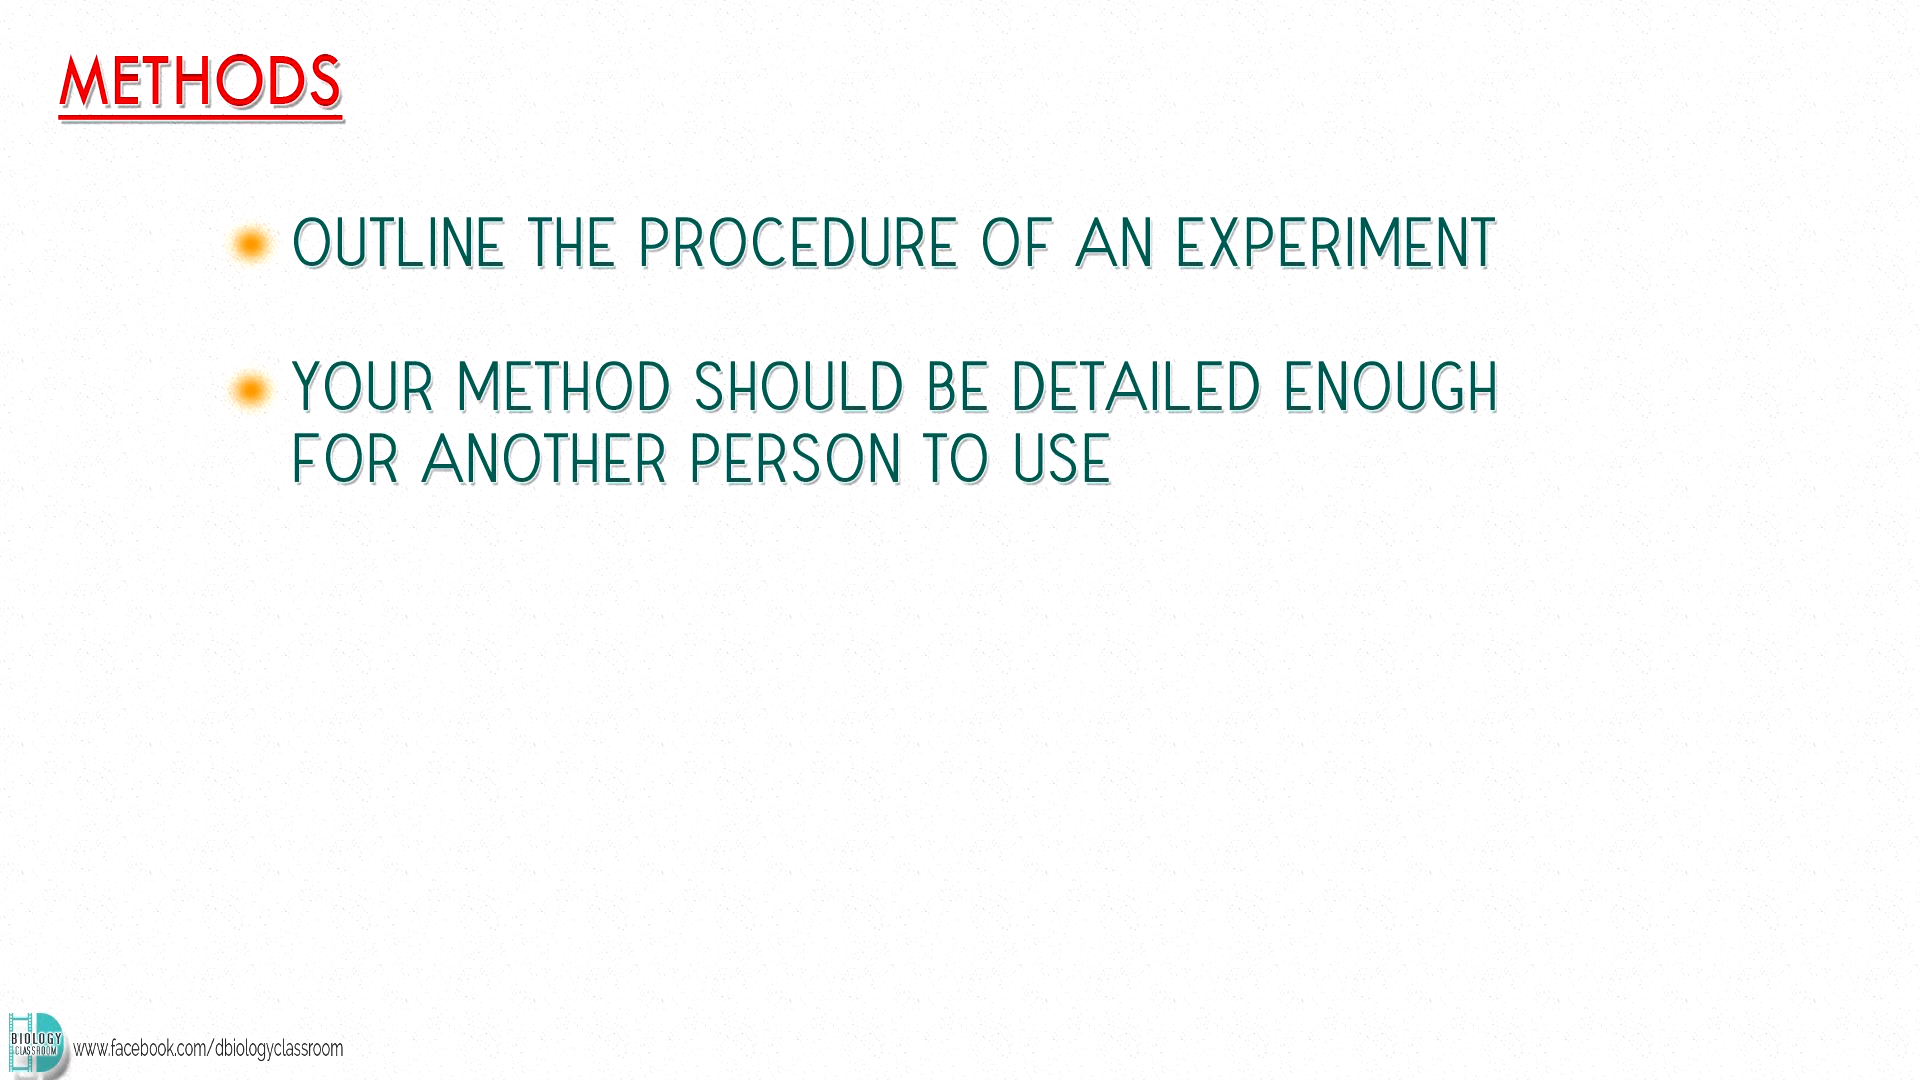 METHODS
OUTLINE THE PROCEDURE OF AN EXPERIMENT
YOUR METHOD SHOULD BE DETAILED ENOUGH
FOR ANOTHER PERSON TO USE
BIOLOGY
CLASSROOM
www.facebook.com/dbiologyclassroom